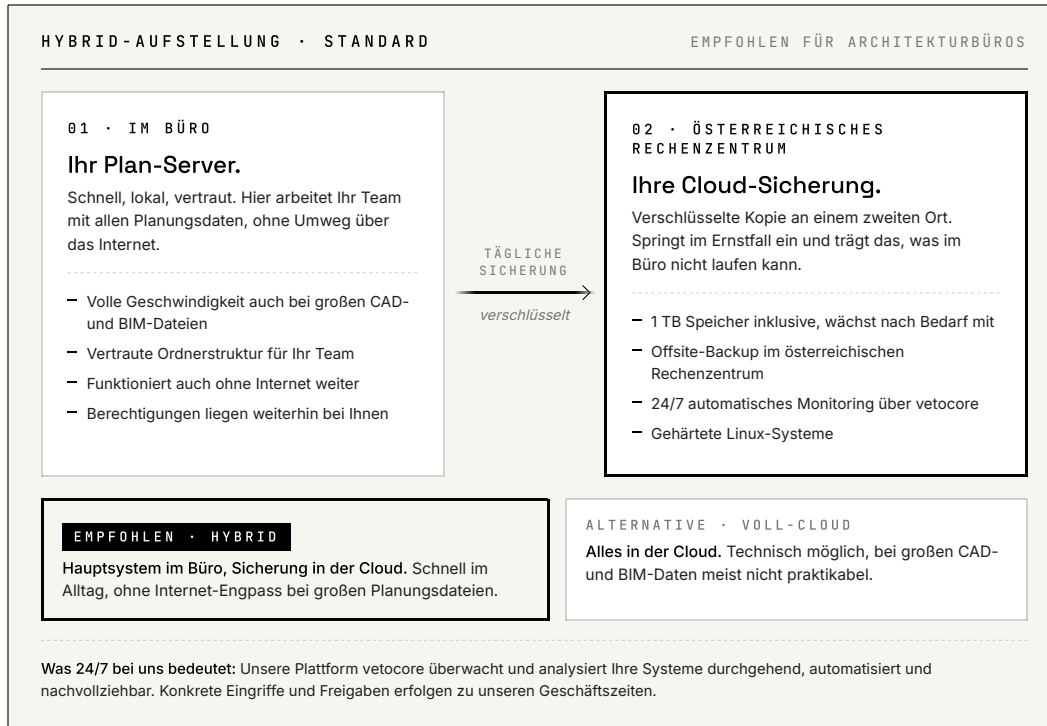 HYBRID-AUFSTELLUNG · STANDARD
EMPFOHLEN FÜR ARCHITEKTURBÜROS
01 · IM BÜRO
Ihr Plan-Server.
Schnell, lokal, vertraut. Hier arbeitet Ihr Team
mit allen Planungsdaten, ohne Umweg über
das Internet.
Volle Geschwindigkeit auch bei großen CAD-
und BIM-Dateien
Vertraute Ordnerstruktur für Ihr Team
Funktioniert auch ohne Internet weiter
Berechtigungen liegen weiterhin bei Ihnen
TÄGLICHE
SICHERUNG
verschlüsselt
02 · ÖSTERREICHISCHES
RECHENZENTRUM
Ihre Cloud-Sicherung.
Verschlüsselte Kopie an einem zweiten Ort.
Springt im Ernstfall ein und trägt das, was im
Büro nicht laufen kann.
1 TB Speicher inklusive, wächst nach Bedarf mit
Offsite-Backup im österreichischen
Rechenzentrum
24/7 automatisches Monitoring über vetocore
Gehärtete Linux-Systeme
EMPFOHLEN · HYBRID
Hauptsystem im Büro, Sicherung in der Cloud. Schnell im
Alltag, ohne Internet-Engpass bei großen Planungsdateien.
ALTERNATIVE · VOLL-CLOUD
Alles in der Cloud. Technisch möglich, bei großen CAD-
und BIM-Daten meist nicht praktikabel.
Was 24/7 bei uns bedeutet: Unsere Plattform vetocore überwacht und analysiert Ihre Systeme durchgehend, automatisiert und
nachvollziehbar. Konkrete Eingriffe und Freigaben erfolgen zu unseren Geschäftszeiten.